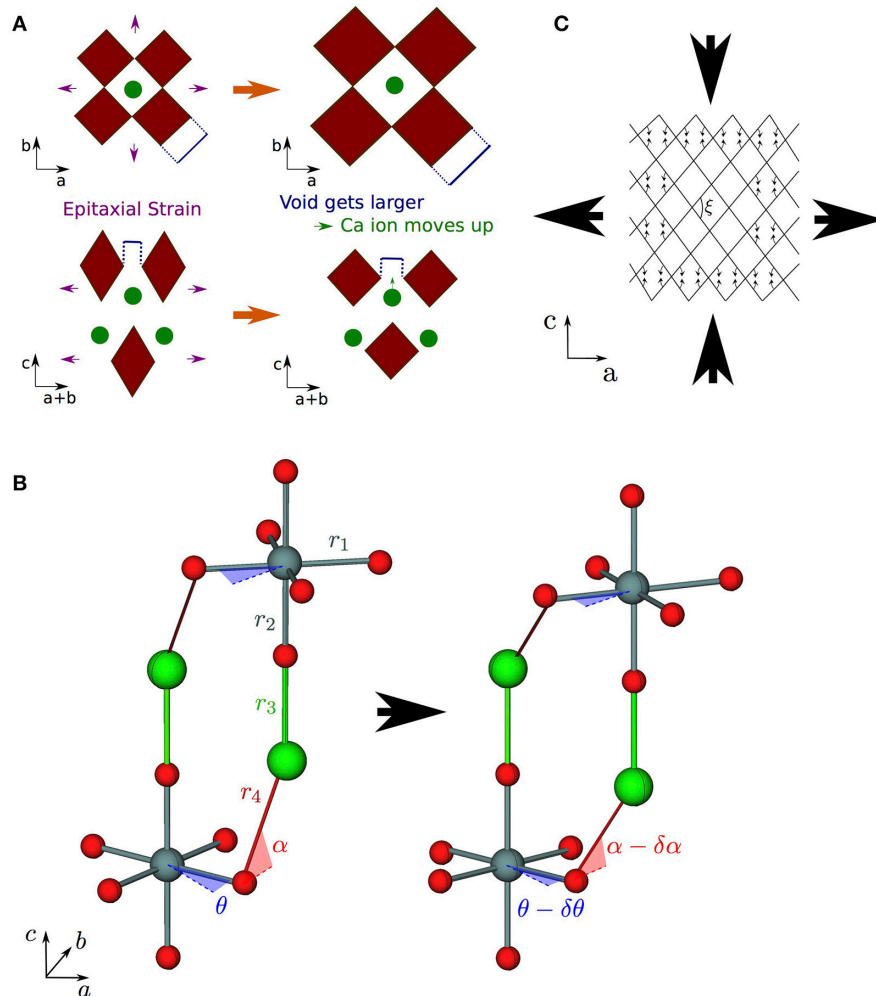 A
C
b
a
b
a
Epitaxial Strain
Void gets larger
Ca ion moves up
c
a+b
c
a+b
ξ
c
a
B
r₁
r₂
r₃
r₄
α
θ
α − δα
θ − δθ
c
b
a